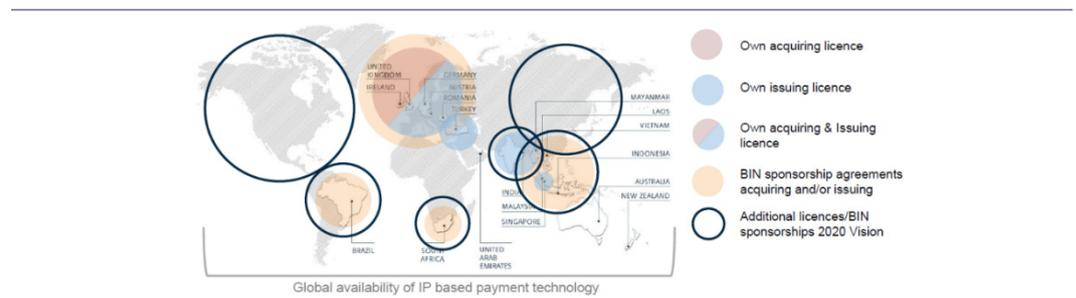 UNITED
KINGDOM
IRELAND
GERMANY
AUSTRIA
ROMANIA
TURKEY
MAYANMAR
LAOS
VIETNAM
INDONESIA
AUSTRALIA
NEW ZEALAND
INDIA
MALAYSIA
SINGAPORE
BRAZIL
SOUTH
AFRICA
UNITED
ARAB
EMIRATES
Global availability of IP based payment technology
Own acquiring licence
Own issuing licence
Own acquiring & Issuing
licence
BIN sponsorship agreements
acquiring and/or issuing
Additional licences/BIN
sponsorships 2020 Vision